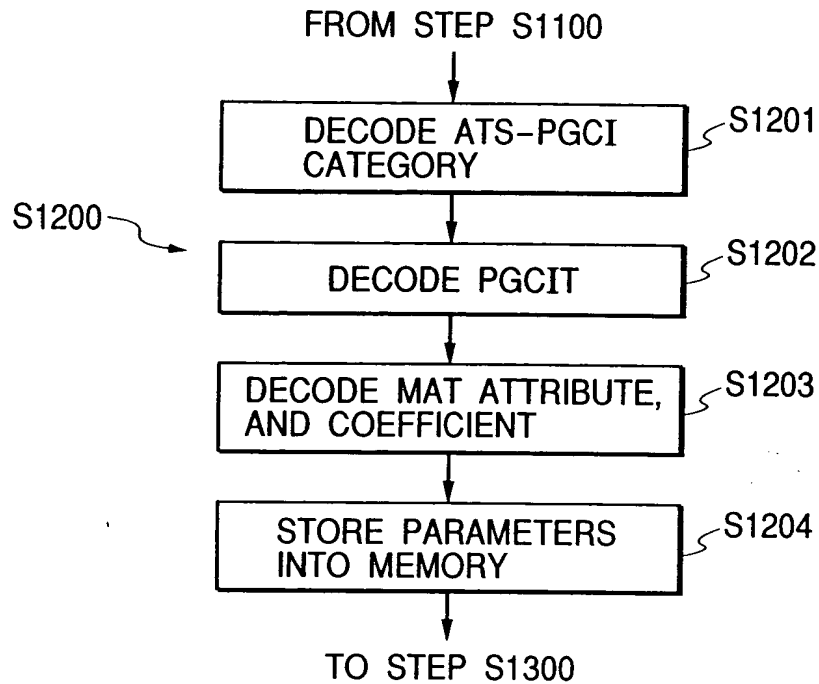 FROM STEP S1100
DECODE ATS-PGCI
CATEGORY
S1201
S1200
DECODE PGCIT
S1202
DECODE MAT ATTRIBUTE,
AND COEFFICIENT
S1203
STORE PARAMETERS
INTO MEMORY
S1204
TO STEP S1300